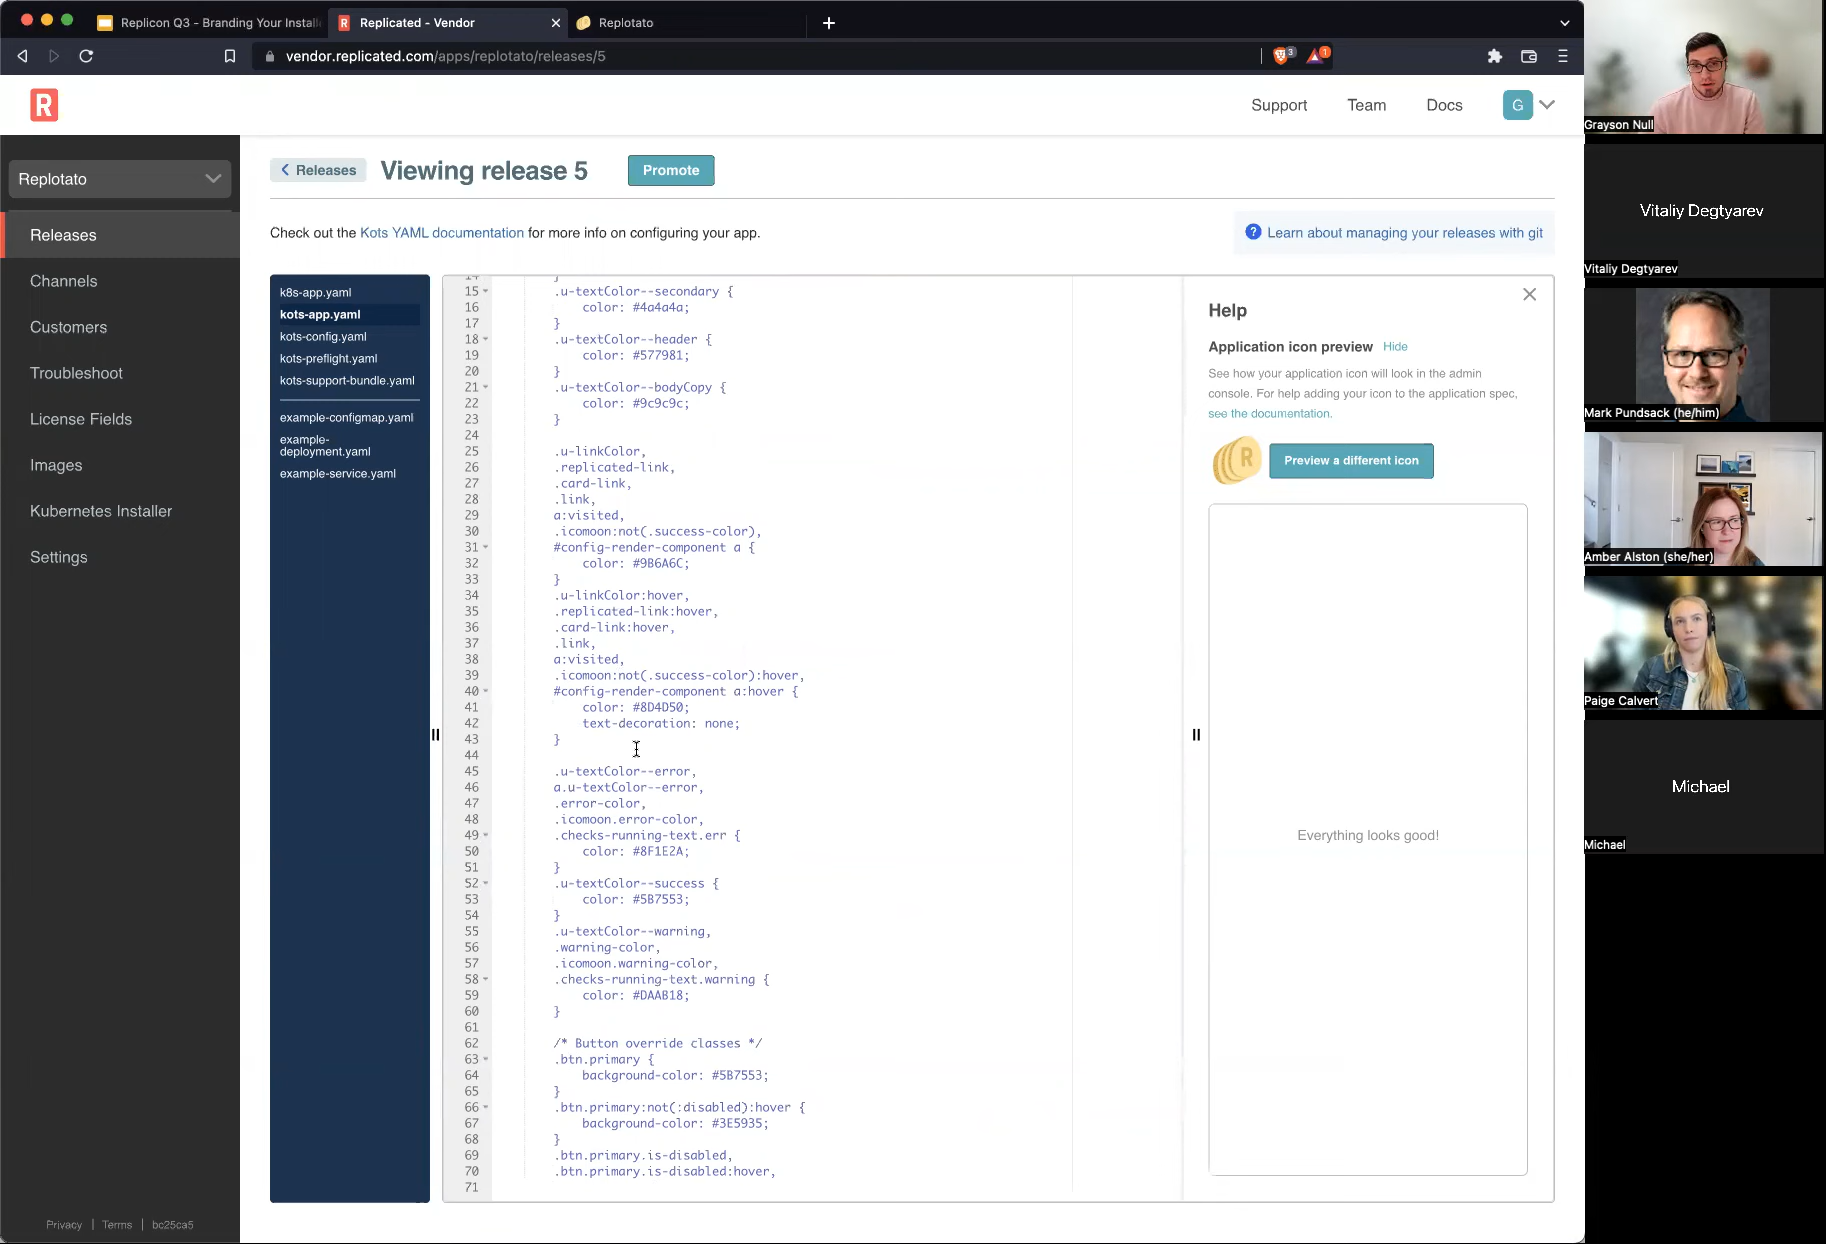 Replicon Q3 - Branding Your Install
Replicated - Vendor
Replotato
vendor.replicated.com/apps/replotato/releases/5
3
1
R
Support
Team
Docs
G
Replotato
Releases
Channels
Customers
Troubleshoot
License Fields
Images
Kubernetes Installer
Settings
Privacy | Terms | bc25ca5
Releases
Viewing release 5
Promote
Check out the Kots YAML documentation for more info on configuring your app.
Learn about managing your releases with git
k8s-app.yaml
kots-app.yaml
kots-config.yaml
kots-preflight.yaml
kots-support-bundle.yaml
example-configmap.yaml
example-
deployment.yaml
example-service.yaml
14 }
15 .u-textColor--secondary {
16 color: #4a4a4a;
17 }
18 .u-textColor--header {
19 color: #577981;
20 }
21 .u-textColor--bodyCopy {
22 color: #9c9c9c;
23 }
24
25 .u-linkColor,
26 .replicated-link,
27 .card-link,
28 .link,
29 a:visited,
30 .icomoon:not(.success-color),
31 #config-render-component a {
32 color: #9B6A6C;
33 }
34 .u-linkColor:hover,
35 .replicated-link:hover,
36 .card-link:hover,
37 .link,
38 a:visited,
39 .icomoon:not(.success-color):hover,
40 #config-render-component a:hover {
41 color: #8D4D50;
42 text-decoration: none;
43 }
44
45 .u-textColor--error,
46 a.u-textColor--error,
47 .error-color,
48 .icomoon.error-color,
49 .checks-running-text.err {
50 color: #8F1E2A;
51 }
52 .u-textColor--success {
53 color: #5B7553;
54 }
55 .u-textColor--warning,
56 .warning-color,
57 .icomoon.warning-color,
58 .checks-running-text.warning {
59 color: #DAAB18;
60 }
61
62 /* Button override classes */
63 .btn.primary {
64 background-color: #5B7553;
65 }
66 .btn.primary:not(:disabled):hover {
67 background-color: #3E5935;
68 }
69 .btn.primary.is-disabled,
70 .btn.primary.is-disabled:hover,
71
Help
Application icon preview Hide
See how your application icon will look in the admin
console. For help adding your icon to the application spec,
see the documentation.
R
Preview a different icon
Everything looks good!
Grayson Null
Vitaliy Degtyarev
Vitaliy Degtyarev
Mark Pundsack (he/him)
Amber Alston (she/her)
Paige Calvert
Michael
Michael